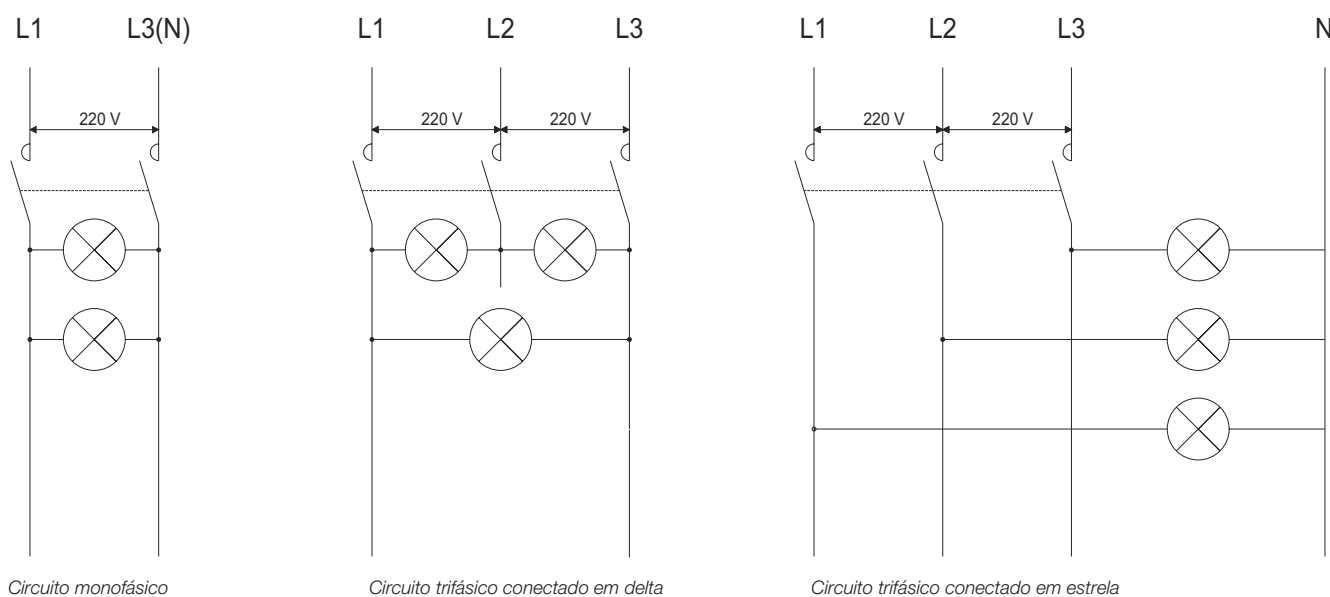 L1 L3(N) L1 L2 L3 L1 L2 L3 N
220 V 220 V 220 V 220 V 220 V
Circuito monofásico
Circuito trifásico conectado em delta
Circuito trifásico conectado em estrela